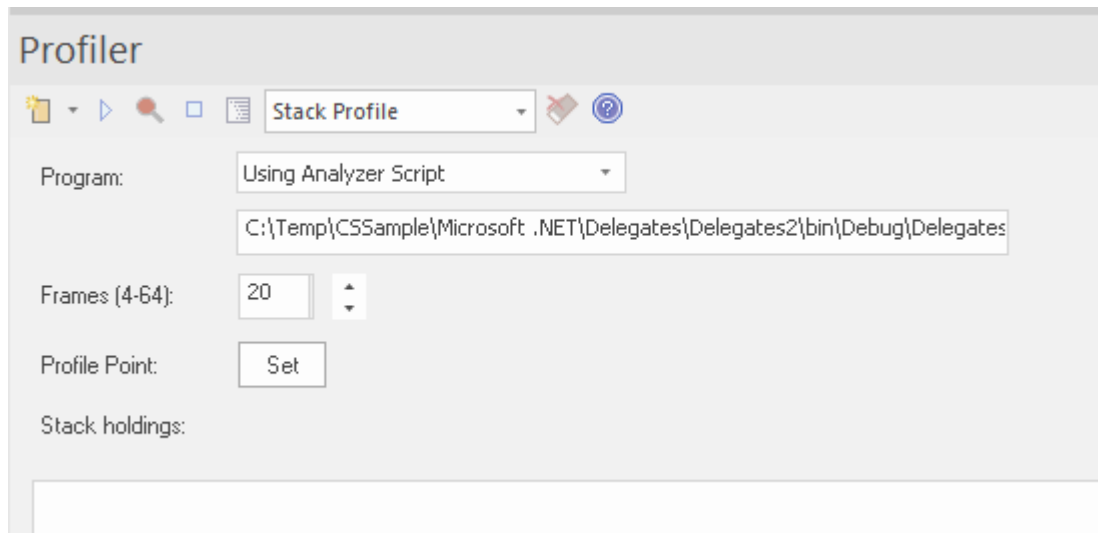 Profiler
Stack Profile
Program:
Using Analyzer Script
C:\Temp\CSSample\Microsoft .NET\Delegates\Delegates2\bin\Debug\Delegates
Frames (4-64):
20
Profile Point:
Set
Stack holdings: